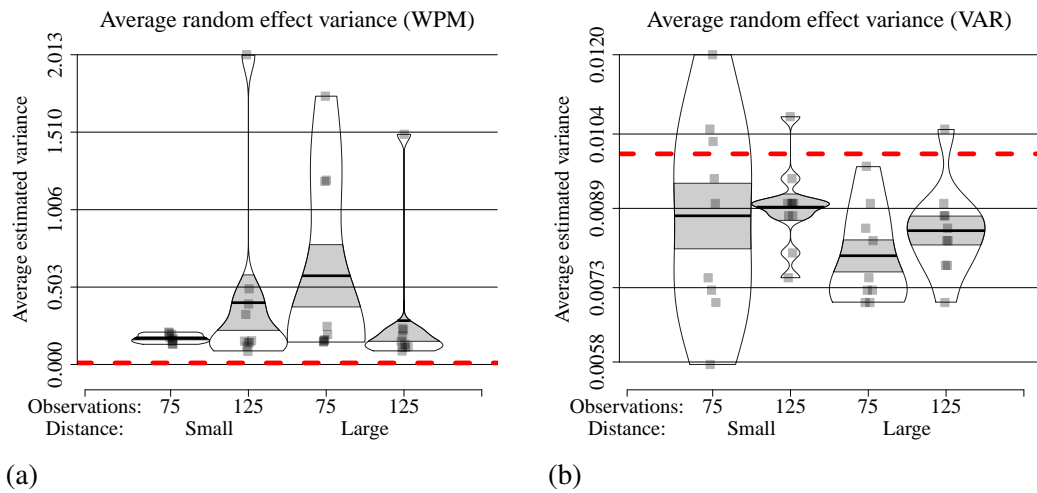 Average random effect variance (WPM)
Average estimated variance
2.013
1.510
1.006
0.503
0.000
Observations: 75 125 75 125
Distance: Small Large
(a)
Average random effect variance (VAR)
Average estimated variance
0.0120
0.0104
0.0089
0.0073
0.0058
Observations: 75 125 75 125
Distance: Small Large
(b)